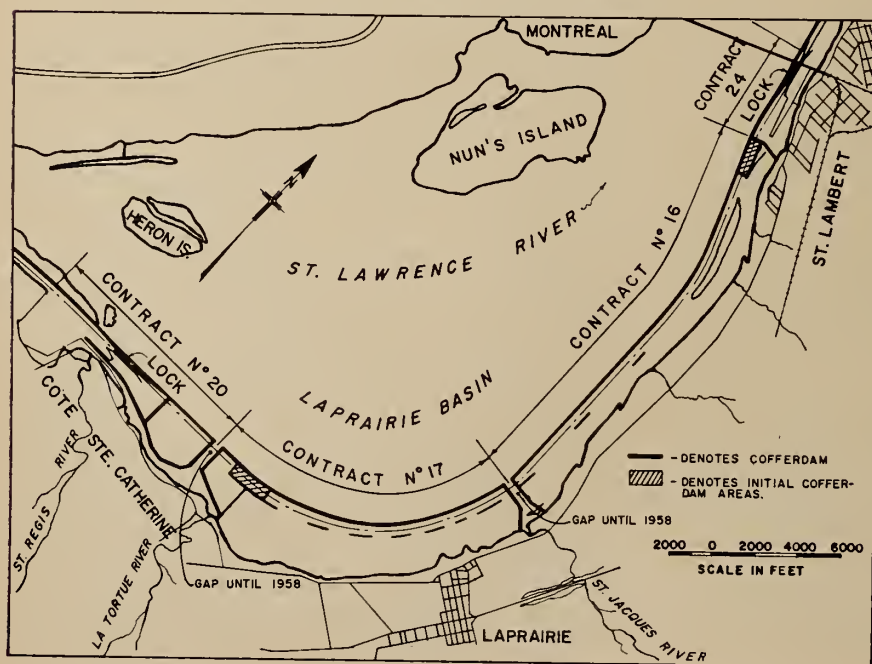 MONTRÉAL
CONTRACT
24
LOCK
NUN'S ISLAND
ST. LAMBERT
N
HERON IS.
ST. LAWRENCE RIVER
CONTRACT Nº 16
CONTRACT Nº 20
LOCK
LAPRAIRIE BASIN
CÔTE STE. CATHERINE
CONTRACT Nº 17
- DENOTES COFFERDAM
- DENOTES INITIAL COFFER-
DAM AREAS.
ST. REGIS RIVER
GAP UNTIL 1958
2000 0 2000 4000 6000
SCALE IN FEET
LA TORTUE RIVER
GAP UNTIL 1958
LAPRAIRIE
ST. JACQUES RIVER